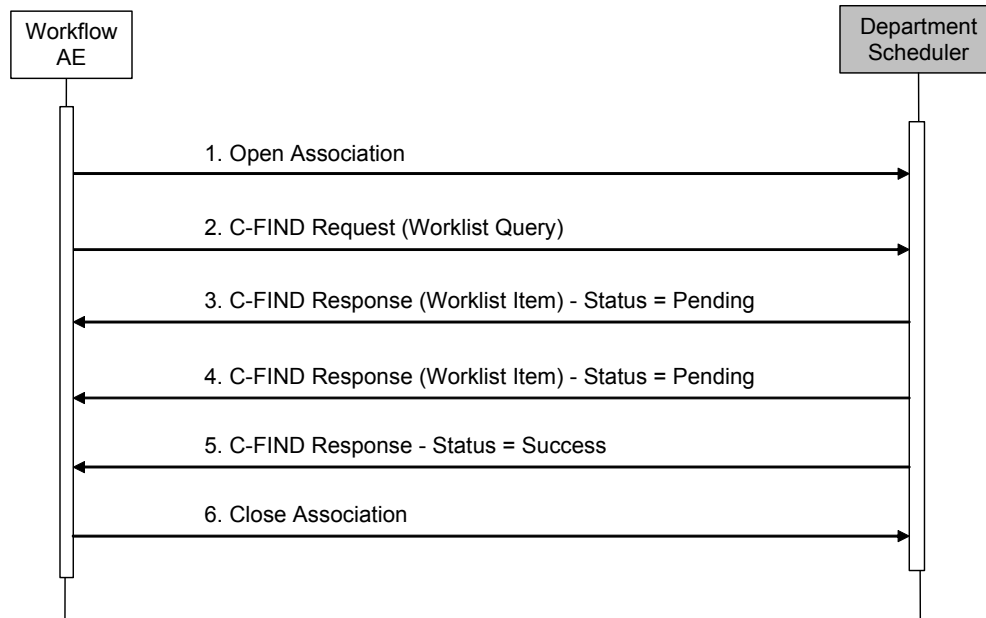 Workflow
AE
Department
Scheduler
1. Open Association
2. C-FIND Request (Worklist Query)
3. C-FIND Response (Worklist Item) - Status = Pending
4. C-FIND Response (Worklist Item) - Status = Pending
5. C-FIND Response - Status = Success
6. Close Association